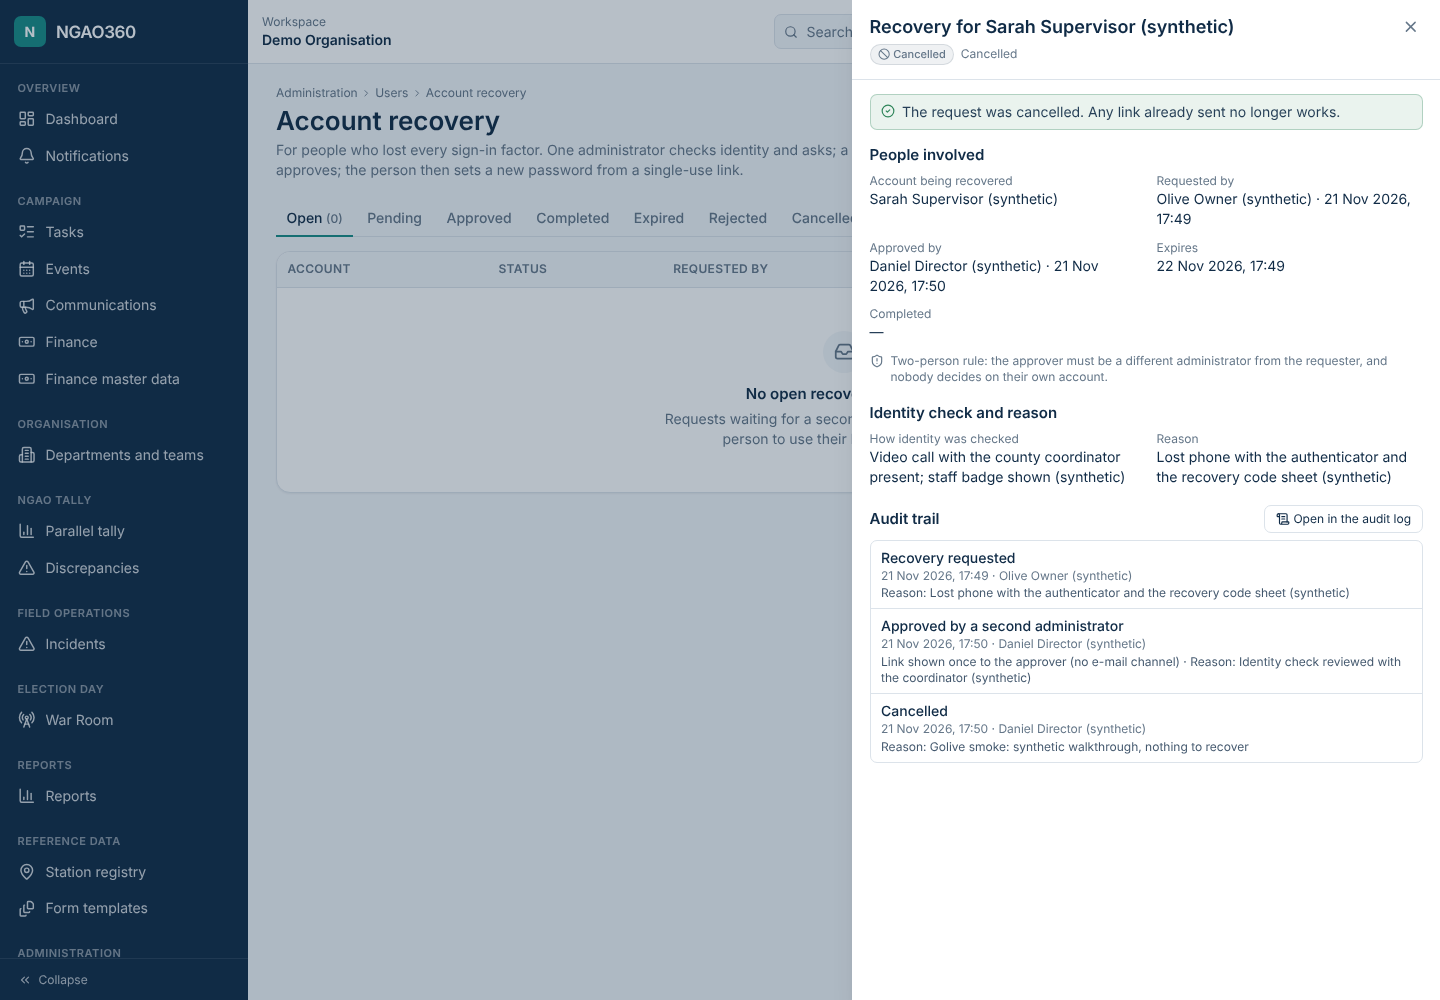 N NGAO360
OVERVIEW
Dashboard
Notifications
CAMPAIGN
Tasks
Events
Communications
Finance
Finance master data
ORGANISATION
Departments and teams
NGAO TALLY
Parallel tally
Discrepancies
FIELD OPERATIONS
Incidents
ELECTION DAY
War Room
REPORTS
Reports
REFERENCE DATA
Station registry
Form templates
ADMINISTRATION
Collapse
Workspace
Demo Organisation
Search
Administration > Users > Account recovery
Account recovery
For people who lost every sign-in factor. One administrator checks identity and asks; a
approves; the person then sets a new password from a single-use link.
Open (0) Pending Approved Completed Expired Rejected Cancelle
ACCOUNT STATUS REQUESTED BY
No open recov
Requests waiting for a secon
person to use their
Recovery for Sarah Supervisor (synthetic)
Cancelled Cancelled
The request was cancelled. Any link already sent no longer works.
People involved
Account being recovered
Sarah Supervisor (synthetic)
Requested by
Olive Owner (synthetic) · 21 Nov 2026,
17:49
Approved by
Daniel Director (synthetic) · 21 Nov
2026, 17:50
Expires
22 Nov 2026, 17:49
Completed
—
Two-person rule: the approver must be a different administrator from the requester, and
nobody decides on their own account.
Identity check and reason
How identity was checked
Video call with the county coordinator
present; staff badge shown (synthetic)
Reason
Lost phone with the authenticator and
the recovery code sheet (synthetic)
Audit trail
Open in the audit log
Recovery requested
21 Nov 2026, 17:49 · Olive Owner (synthetic)
Reason: Lost phone with the authenticator and the recovery code sheet (synthetic)
Approved by a second administrator
21 Nov 2026, 17:50 · Daniel Director (synthetic)
Link shown once to the approver (no e-mail channel) · Reason: Identity check reviewed with
the coordinator (synthetic)
Cancelled
21 Nov 2026, 17:50 · Daniel Director (synthetic)
Reason: Golive smoke: synthetic walkthrough, nothing to recover